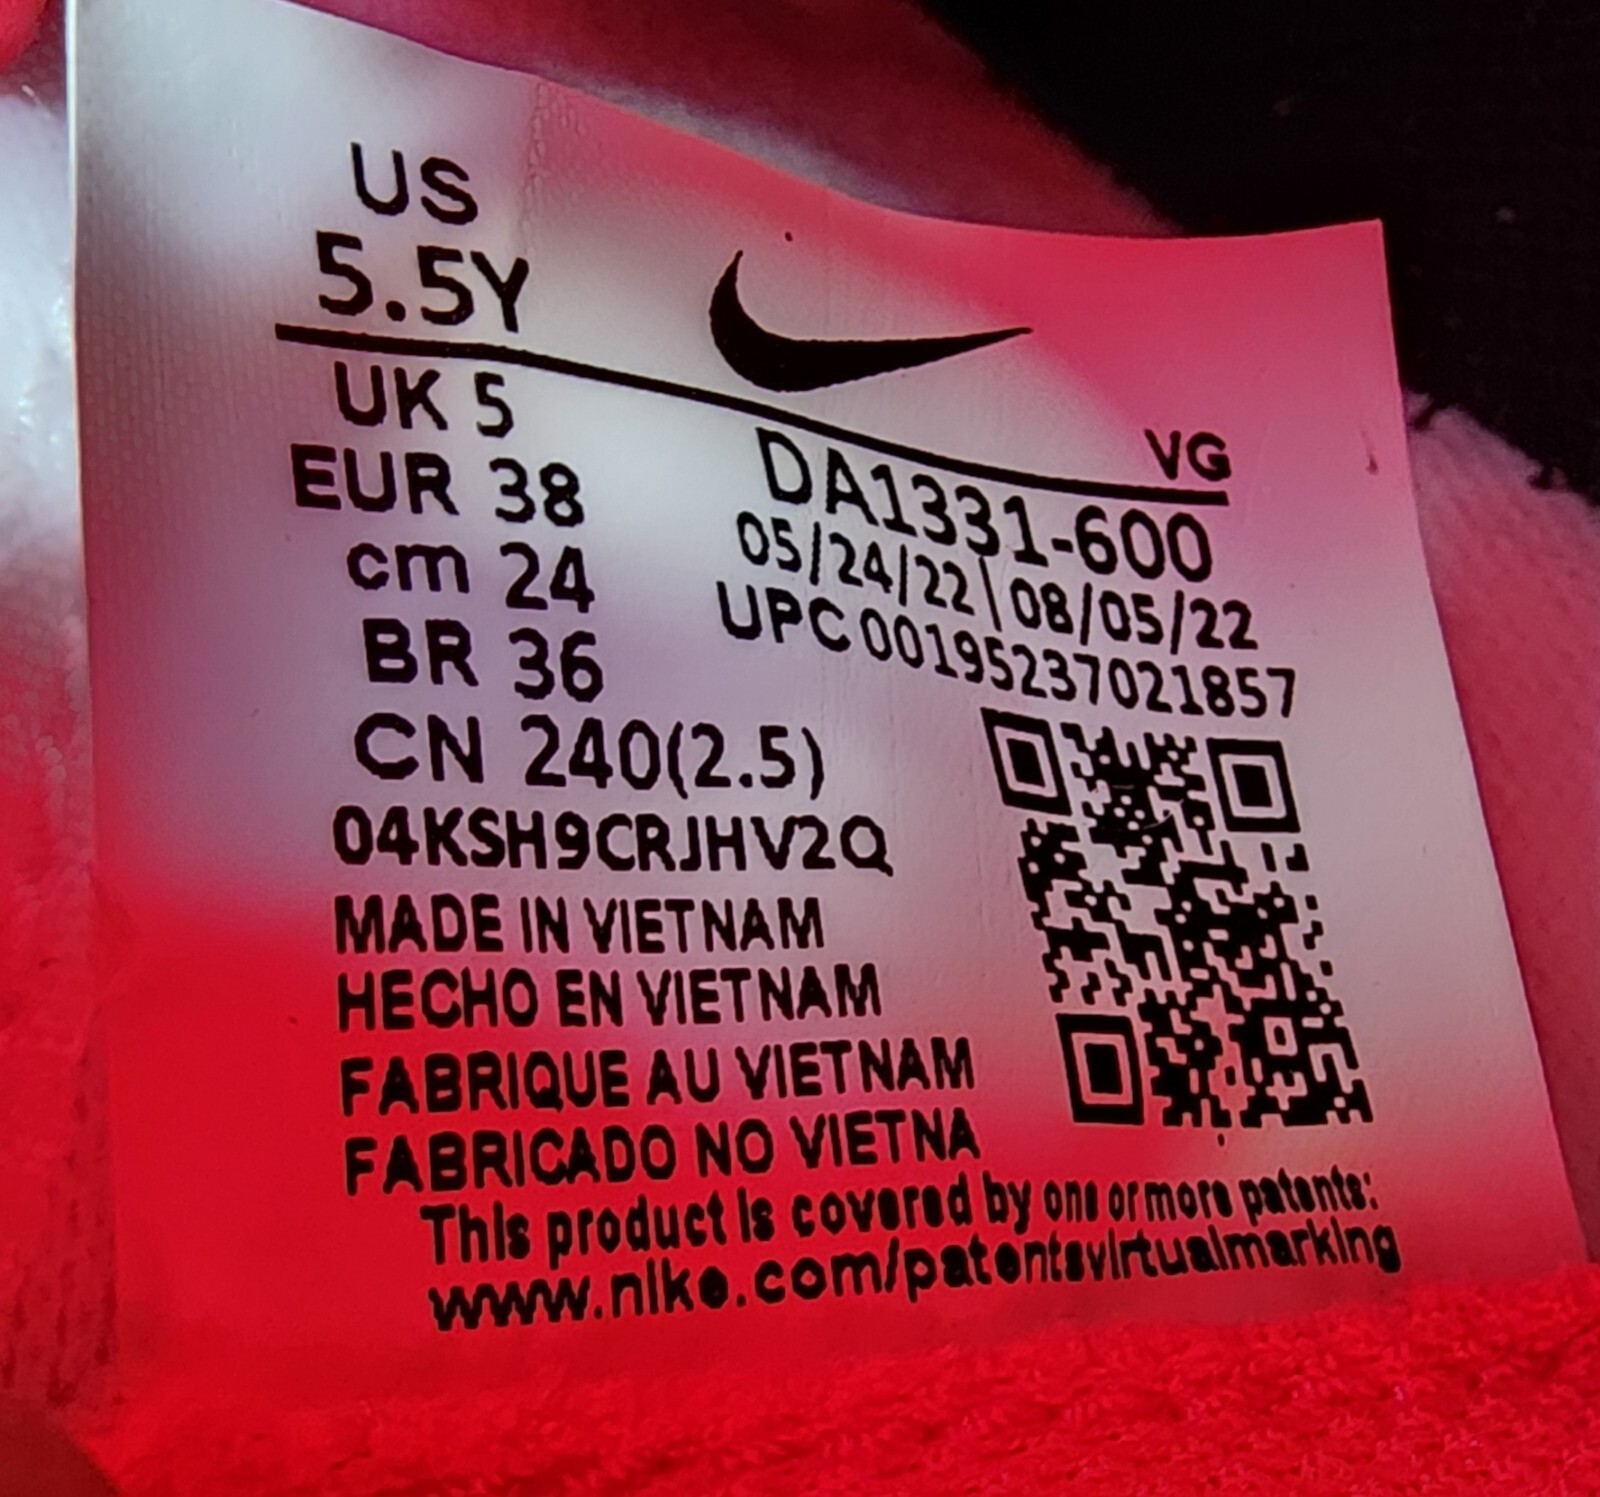 US
5.5Y
UK 5
EUR 38
cm 24
BR 36
CN 240(2.5)
VG
DA1331-600
05/24/22\08/05/22
UPC 00195237021857
04KSH9CRJHV2Q
MADE IN VIETNAM
HECHO EN VIETNAM
FABRIQUE AU VIETNAM
FABRICADO NO VIETNA
This product is covered by one or more patents:
www.nike.com/patentsvirtualmarking